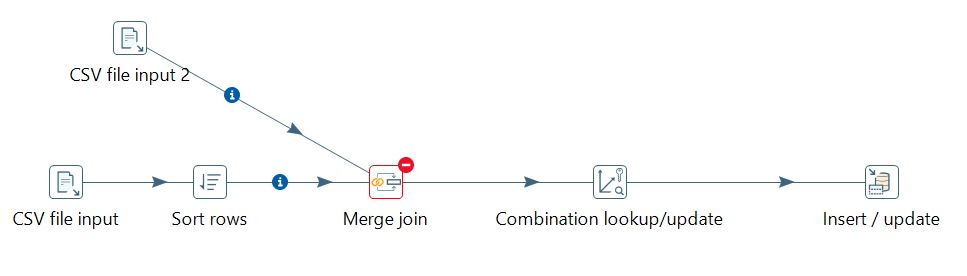 CSV file input 2
CSV file input
Sort rows
Merge join
Combination lookup/update
Insert / update